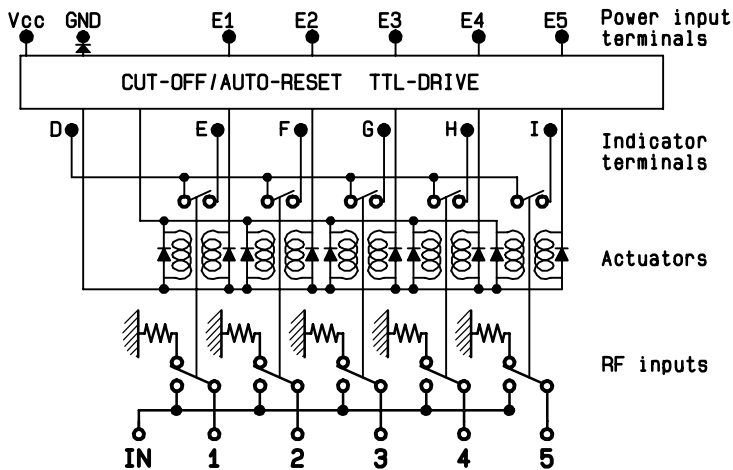 Vcc GND E1 E2 E3 E4 E5 Power input
terminals
CUT-OFF/AUTO-RESET TTL-DRIVE
D E F G H I Indicator
terminals
Actuators
RF inputs
IN 1 2 3 4 5